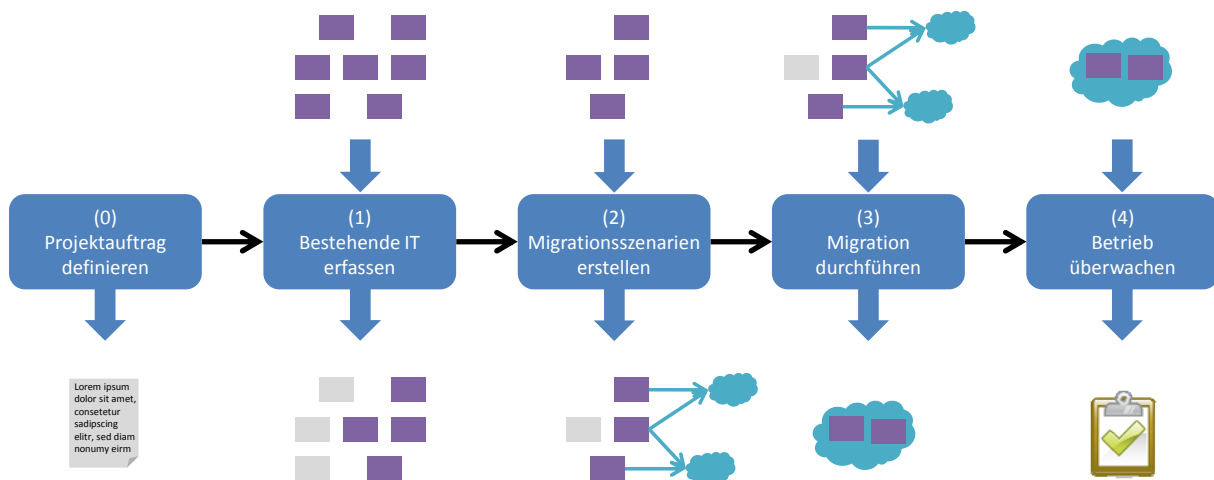 (0)
Projektauftrag
definieren
(1)
Bestehende IT
erfassen
(2)
Migrationsszenarien
erstellen
(3)
Migration
durchführen
(4)
Betrieb
überwachen
Lorem ipsum
dolor sit amet,
consetetur
sadipscing
elitr, sed diam
nonumy eirm